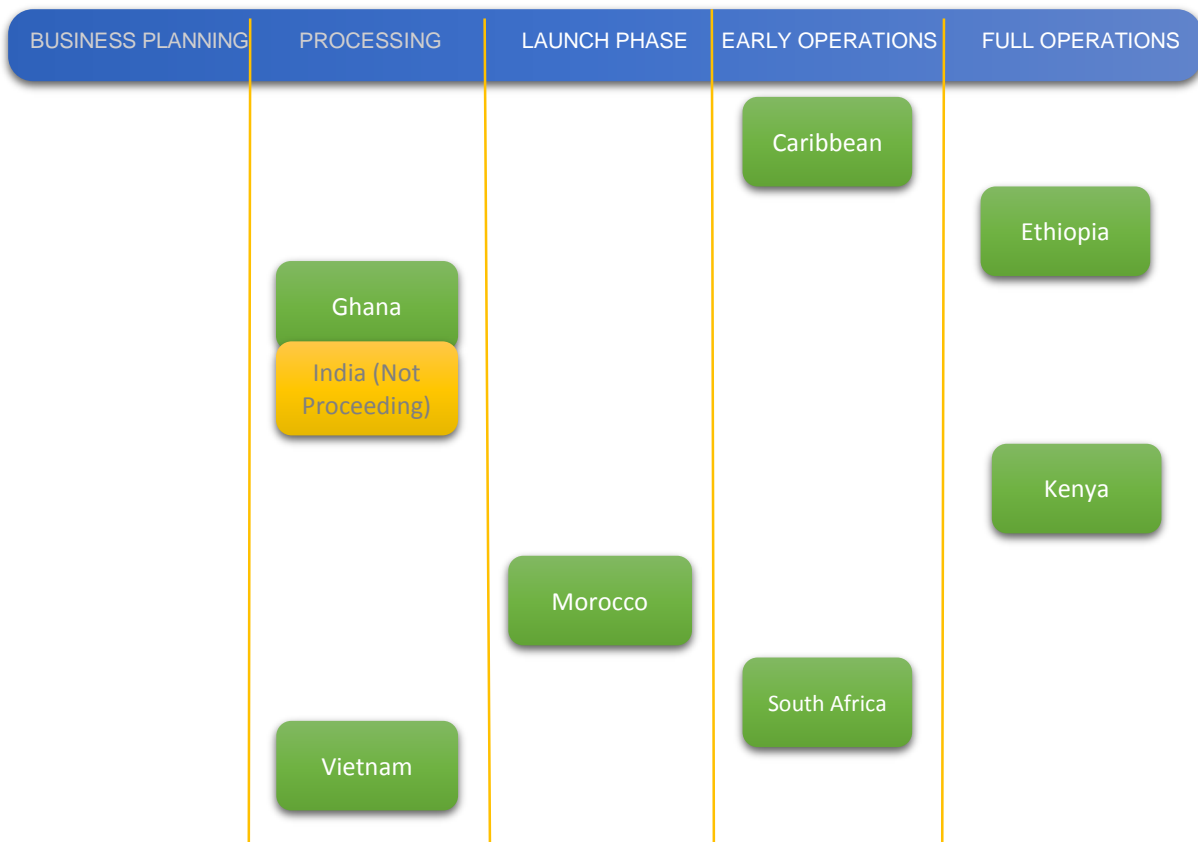 BUSINESS PLANNING
PROCESSING
LAUNCH PHASE
EARLY OPERATIONS
FULL OPERATIONS
Caribbean
Ethiopia
Ghana
India (Not
Proceeding)
Kenya
Morocco
South Africa
Vietnam